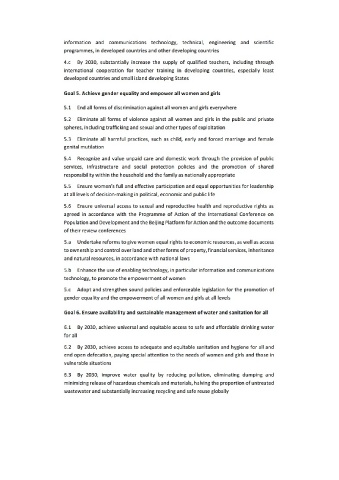 information and communications technology, technical, engineering and scientific
programmes, in developed countries and other developing countries
4.c By 2030, substantially increase the supply of qualified teachers, including through
international cooperation for teacher training in developing countries, especially least
developed countries and small island developing States
Goal 5. Achieve gender equality and empower all women and girls
5.1 End all forms of discrimination against all women and girls everywhere
5.2 Eliminate all forms of violence against all women and girls in the public and private
spheres, including trafficking and sexual and other types of exploitation
5.3 Eliminate all harmful practices, such as child, early and forced marriage and female
genital mutilation
5.4 Recognize and value unpaid care and domestic work through the provision of public
services, infrastructure and social protection policies and the promotion of shared
responsibility within the household and the family as nationally appropriate
5.5 Ensure women's full and effective participation and equal opportunities for leadership
at all levels of decision-making in political, economic and public life
5.6 Ensure universal access to sexual and reproductive health and reproductive rights as
agreed in accordance with the Programme of Action of the International Conference on
Population and Development and the Beijing Platform for Action and the outcome documents
of their review conferences
5.a Undertake reforms to give women equal rights to economic resources, as well as access
to ownership and control over land and other forms of property, financial services, inheritance
and natural resources, in accordance with national laws
5.b Enhance the use of enabling technology, in particular information and communications
technology, to promote the empowerment of women
5.c Adopt and strengthen sound policies and enforceable legislation for the promotion of
gender equality and the empowerment of all women and girls at all levels
Goal 6. Ensure availability and sustainable management of water and sanitation for all
6.1 By 2030, achieve universal and equitable access to safe and affordable drinking water
for all
6.2 By 2030, achieve access to adequate and equitable sanitation and hygiene for all and
end open defecation, paying special attention to the needs of women and girls and those in
vulnerable situations
6.3 By 2030, improve water quality by reducing pollution, eliminating dumping and
minimizing release of hazardous chemicals and materials, halving the proportion of untreated
wastewater and substantially increasing recycling and safe reuse globally